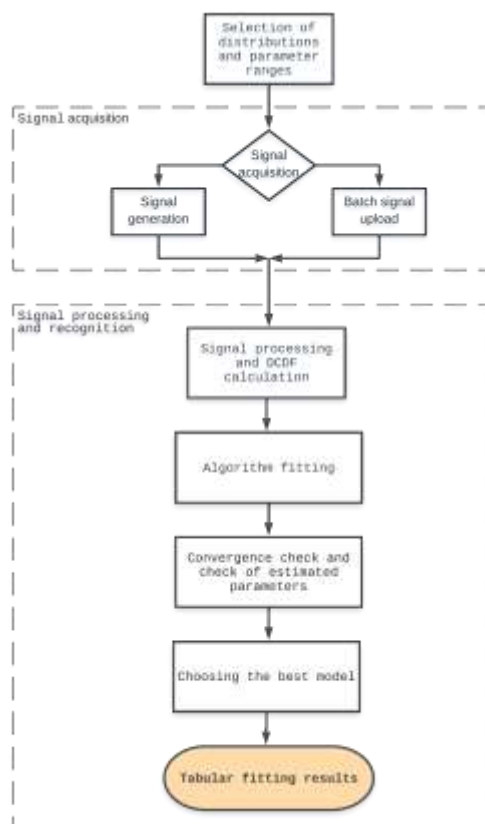 Selection of
distributions
and parameter
ranges
Signal acquisition
Signal
acquisition
Signal
generation
Batch signal
upload
Signal processing
and recognition
Signal processing
and DCDF
calculation
Algorithm fitting
Convergence check and
check of estimated
parameters
Choosing the best model
Tabular fitting results